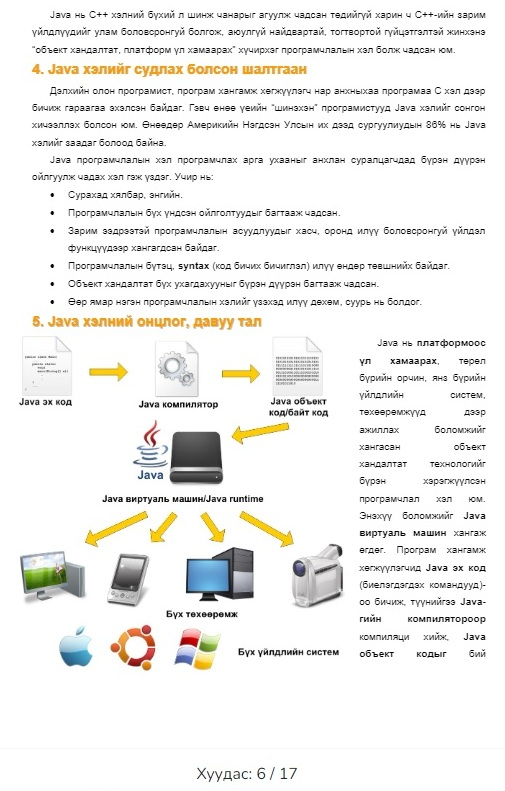 Java нь C++ хэлний бүхий л шинж чанарыг агуулж чадсан төдийгүй харин ч C++-ийн зарим
үйлдлүүдийг улам боловсронгуй болгож, аюулгүй найдвартай, тогтвортой гүйцэтгэлтэй жинхэнэ
“объект хандалтат, платформ үл хамаарах” хүчирхэг програмчлалын хэл болж чадсан юм.
4. Java хэлийг судлах болсон шалтгаан
Дэлхийн олон програмист, програм хангамж хөгжүүлэгч нар анхныхаа програмаа C хэл дээр
бичиж гараагаа эхэлсэн байдаг. Гэвч өнөө үеийн “шинэхэн” програмистууд Java хэлийг сонгон
хичээллэх болсон юм. Өнөөдөр Америкийн Нэгдсэн Улсын их дээд сургуулиудын 86% нь Java
хэлийг заадаг болоод байна.
Java програмчлалын хэл програмчлах арга ухааныг анхлан суралцагчдад бүрэн дүүрэн
ойлгуулж чадах хэл гэж үздэг. Учир нь:
• Сурахад хялбар, энгийн.
• Програмчлалын бүх үндсэн ойлголтуудыг багтааж чадсан.
• Зарим ээдрээтэй програмчлалын асуудлуудыг хасч, оронд илүү боловсронгуй үйлдэл
функцүүдээр хангагдсан байдаг.
• Програмчлалын бүтэц, syntax (код бичих бичиглэл) илүү өндөр төвшнийх байдаг.
• Объект хандалтат бүх ухагдахууныг бүрэн дүүрэн багтааж чадсан.
• Өөр ямар нэгэн програмчлалын хэлийг үзэхэд илүү дөхөм, суурь нь болдог.
5. Java хэлний онцлог, давуу тал
Java эх код
Java компилятор
Java объект
код/байт код
Java
Java виртуаль машин/Java runtime
Бүх төхөөрөмж
Бүх үйлдлийн систем
Java нь платформоос
үл хамаарах, төрөл
бүрийн орчин, янз бүрийн
үйлдлийн систем,
төхөөрөмжүүд дээр
ажиллах боломжийг
хангасан объект
хандалтат технологийг
бүрэн хэрэгжүүлсэн
програмчлал хэл юм.
Энэхүү боломжийг Java
виртуаль машин хангаж
өгдөг. Програм хангамж
хөгжүүлэгчид Java эх код
(биелэгдэгдэх командууд)-
оо бичиж, түүнийгээ Java-
гийн компилятороор
компиляци хийж, Java
объект кодыг бий
Хуудас: 6 / 17